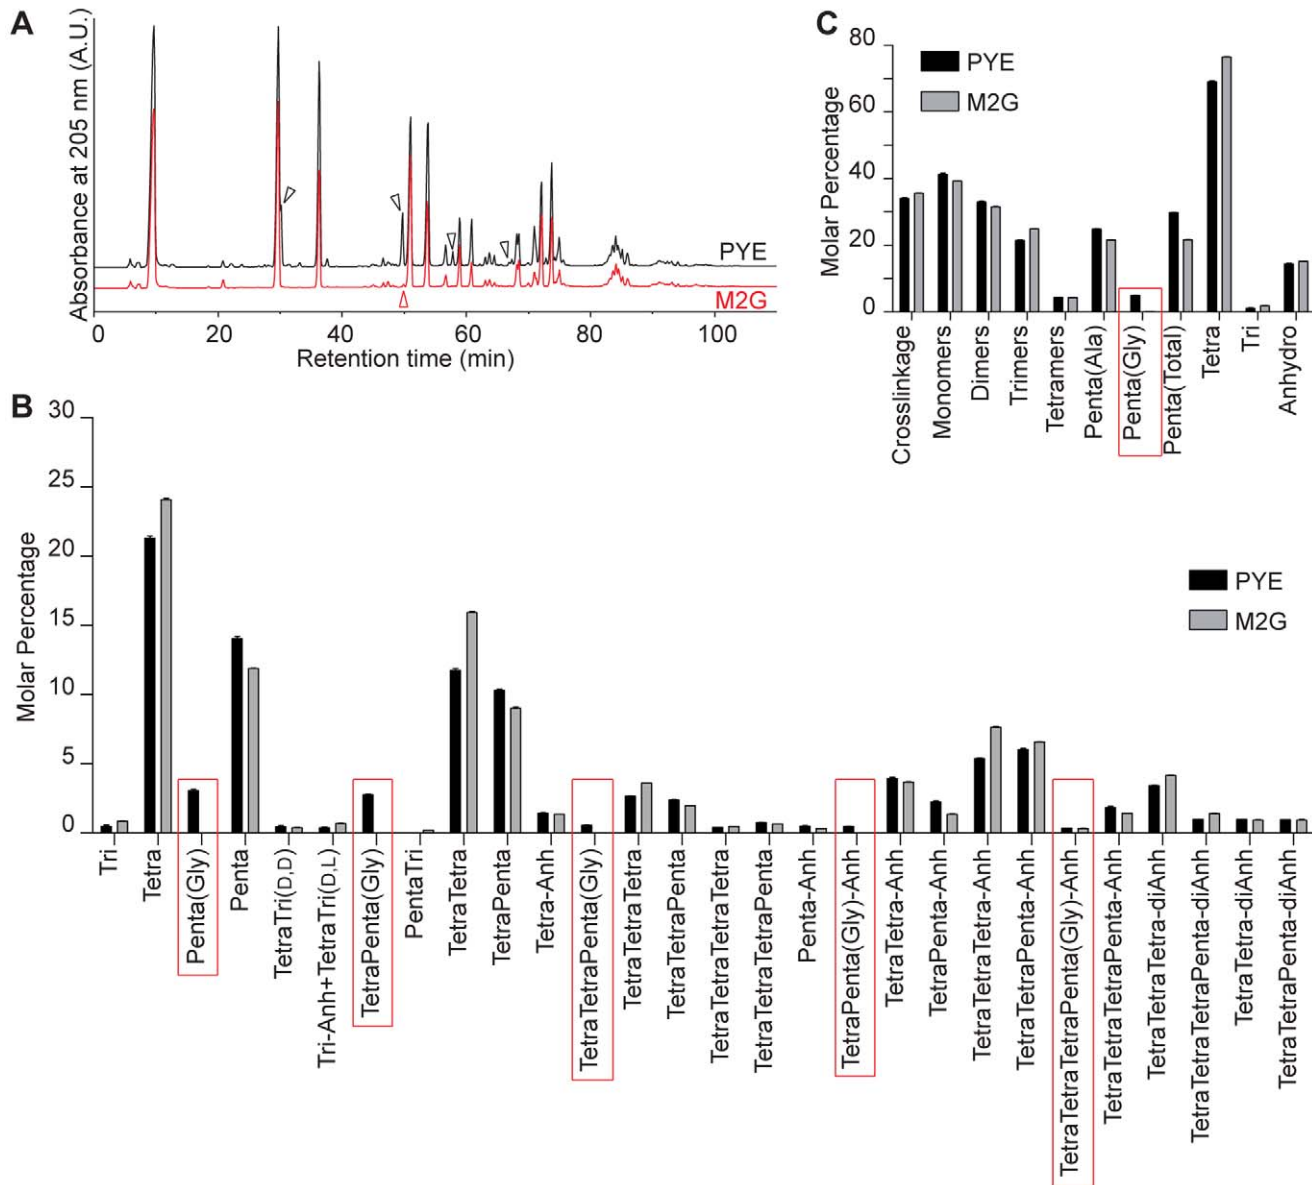 A
Absorbance at 205 nm (A.U.)
PYE
M2G
0 20 40 60 80 100
Retention time (min)
C
Molar Percentage
80
60
40
20
0
PYE
M2G
Crosslinkage
Monomers
Dimers
Trimers
Tetramers
Penta(Ala)
Penta(Gly)
Penta(Total)
Tetra
Tri
Anhydro
B
Molar Percentage
30
25
20
15
10
5
0
PYE
M2G
Tri
Tetra
Penta(Gly)
Penta
TetraTri(D,D)
Tri-Anh+TetraTri(D,L)
TetraPenta(Gly)
PentaTri
TetraTetra
TetraPenta
Tetra-Anh
TetraTetraPenta(Gly)
TetraTetraTetra
TetraTetraPenta
TetraTetraTetraTetra
TetraTetraTetraPenta
Penta-Anh
TetraPenta(Gly)-Anh
TetraTetra-Anh
TetraPenta-Anh
TetraTetraTetra-Anh
TetraTetraPenta-Anh
TetraTetraTetraPenta(Gly)-Anh
TetraTetraTetraPenta-Anh
TetraTetraTetra-diAnh
TetraTetraTetraPenta-diAnh
TetraTetra-diAnh
TetraTetraPenta-diAnh